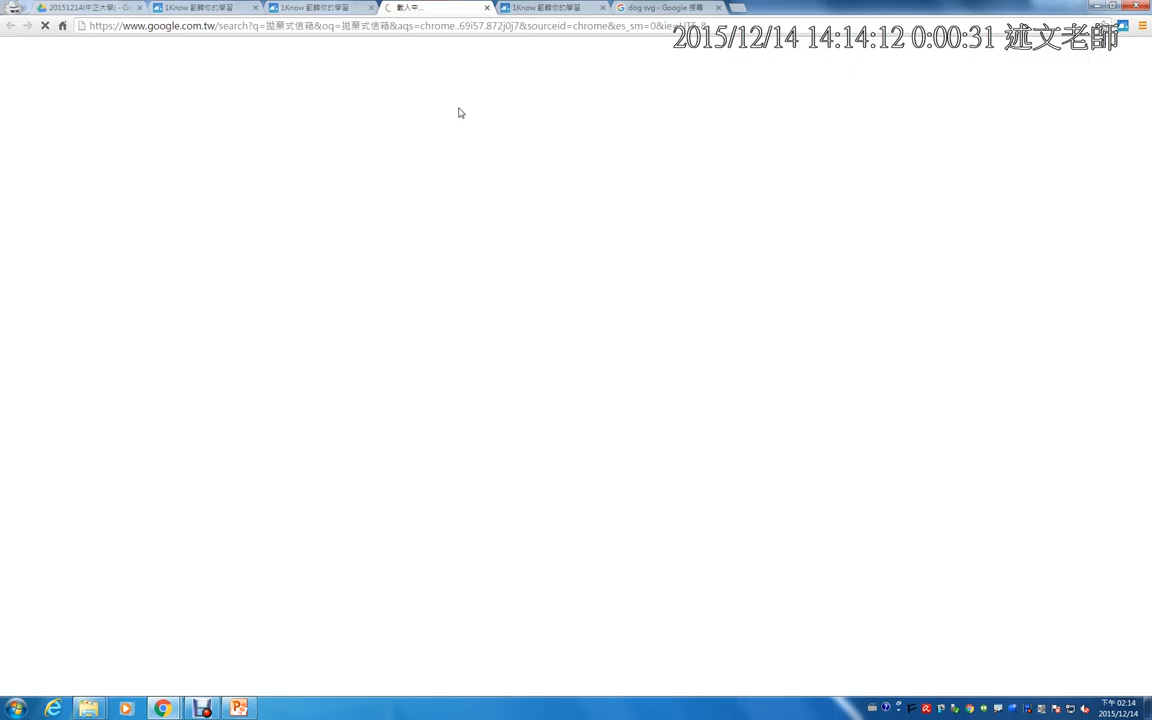 20151214(中正大學) - Gc
1Know 範轉你的學習
1Know 範轉你的學習
載入中...
1Know 範轉你的學習
dog svg - Google 搜尋
https://www.google.com.tw/search?q=拋棄式信箱&oq=拋棄式信箱&aqs=chrome..69i57.872j0j7&sourceid=chrome&es_sm=0&ie=UTF-8
2015/12/14 14:14:12 0:00:31 述文老師
下午 02:14
2015/12/14